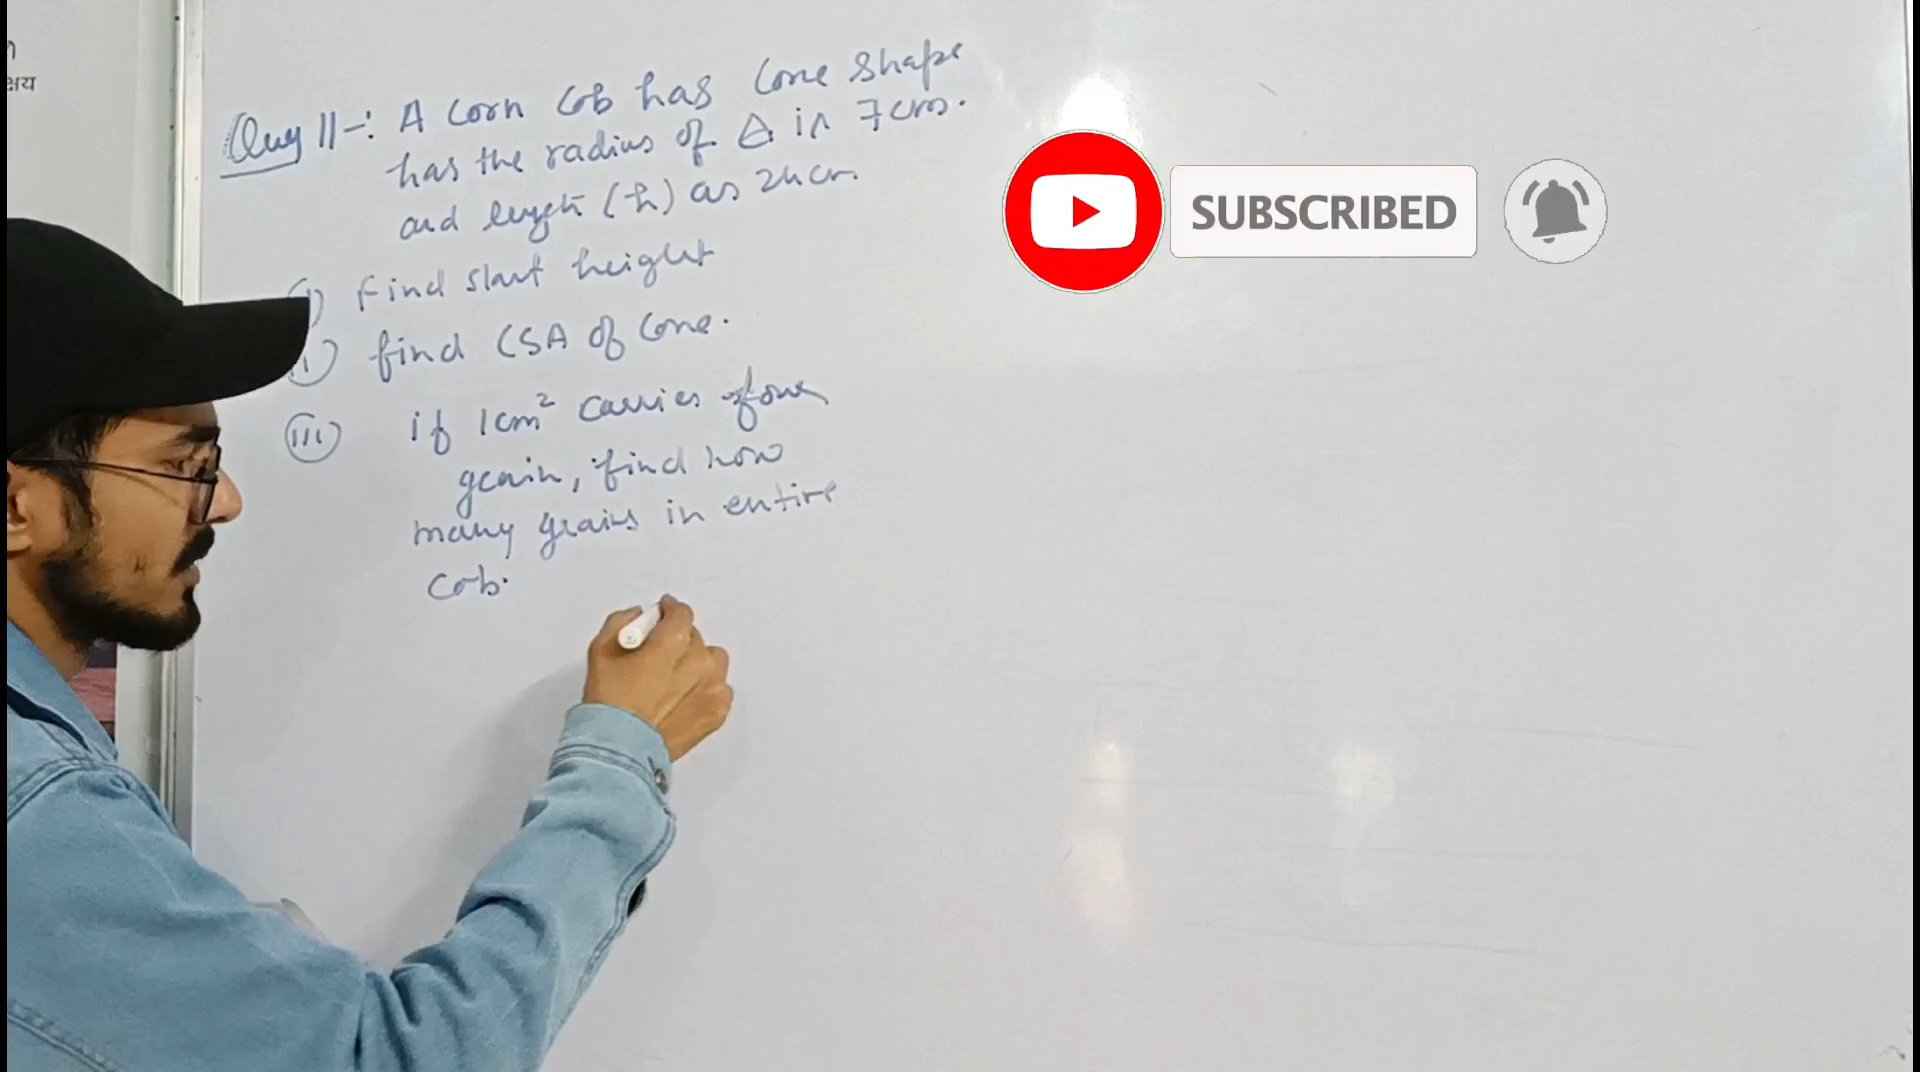 क्षय
Ques 11-: A corn cob has Cone shape
has the radius of △ is 7cm.
and length (h) as 24cm.
(i) Find slant height
(ii) find CSA of Cone.
(iii) if 1cm² carries four
grain, find how
many grains in entire
cob.
SUBSCRIBED